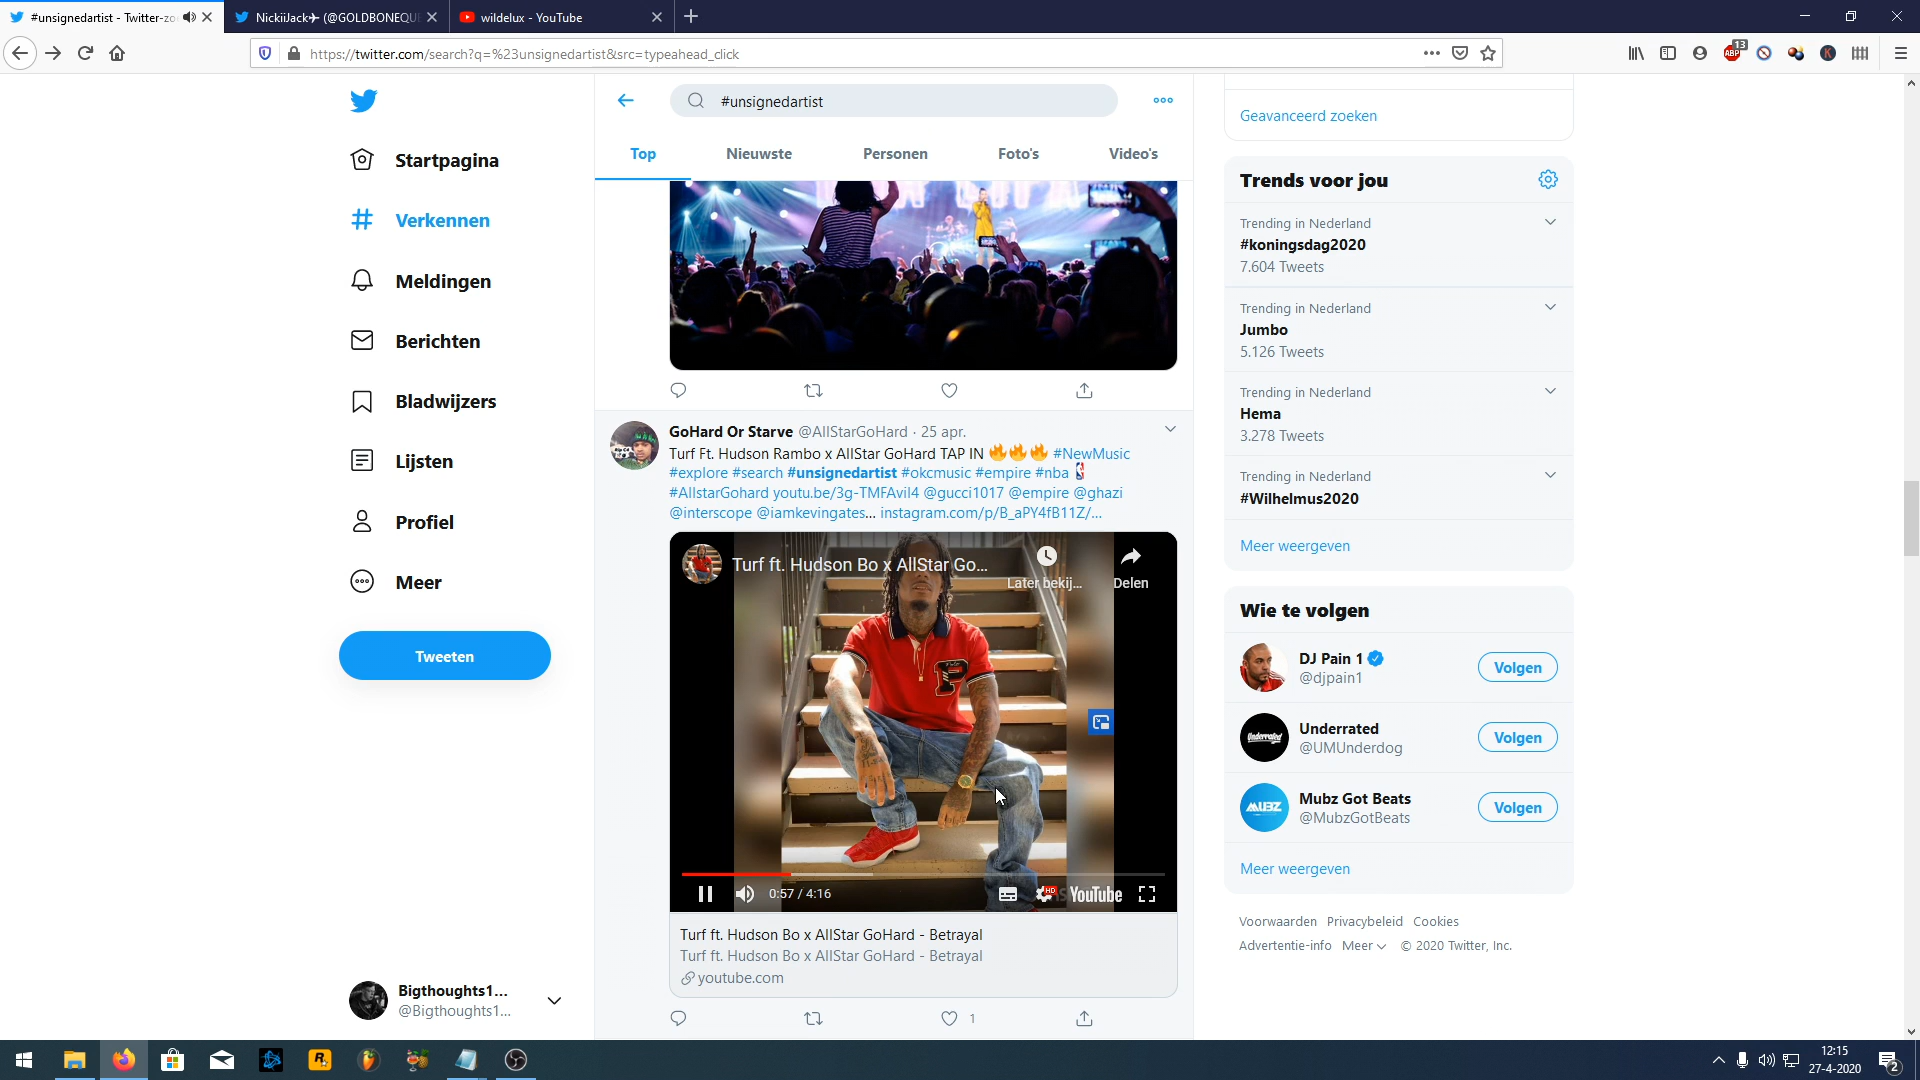 #unsignedartist - Twitter-zo
NickiiJack✈ (@GOLDBONEQU
wildelux - YouTube
https://twitter.com/search?q=%23unsignedartist&src=typeahead_click
ABP
13
K
#unsignedartist
Top
Nieuwste
Personen
Foto's
Video's
Startpagina
Verkennen
Meldingen
Berichten
Bladwijzers
Lijsten
Profiel
Meer
Tweeten
Bigthoughts1...
@Bigthoughts1...
GoHard Or Starve @AllStarGoHard · 25 apr.
Turf Ft. Hudson Rambo x AllStar GoHard TAP IN 🔥🔥🔥 #NewMusic
#explore #search #unsignedartist #okcmusic #empire #nba
#AllstarGohard youtu.be/3g-TMFAvil4 @gucci1017 @empire @ghazi
@interscope @iamkevingates... instagram.com/p/B_aPY4fB11Z/...
Turf ft. Hudson Bo x AllStar Go...
Later bekij...
Delen
P
0:57 / 4:16
HD
YouTube
Turf ft. Hudson Bo x AllStar GoHard - Betrayal
Turf ft. Hudson Bo x AllStar GoHard - Betrayal
youtube.com
1
Geavanceerd zoeken
Trends voor jou
Trending in Nederland
#koningsdag2020
7.604 Tweets
Trending in Nederland
Jumbo
5.126 Tweets
Trending in Nederland
Hema
3.278 Tweets
Trending in Nederland
#Wilhelmus2020
Meer weergeven
Wie te volgen
DJ Pain 1
@djpain1
Volgen
Underrated
Underrated
@UMUnderdog
Volgen
MUBZ
Mubz Got Beats
@MubzGotBeats
Volgen
Meer weergeven
Voorwaarden Privacybeleid Cookies
Advertentie-info Meer © 2020 Twitter, Inc.
R
12:15
27-4-2020
2